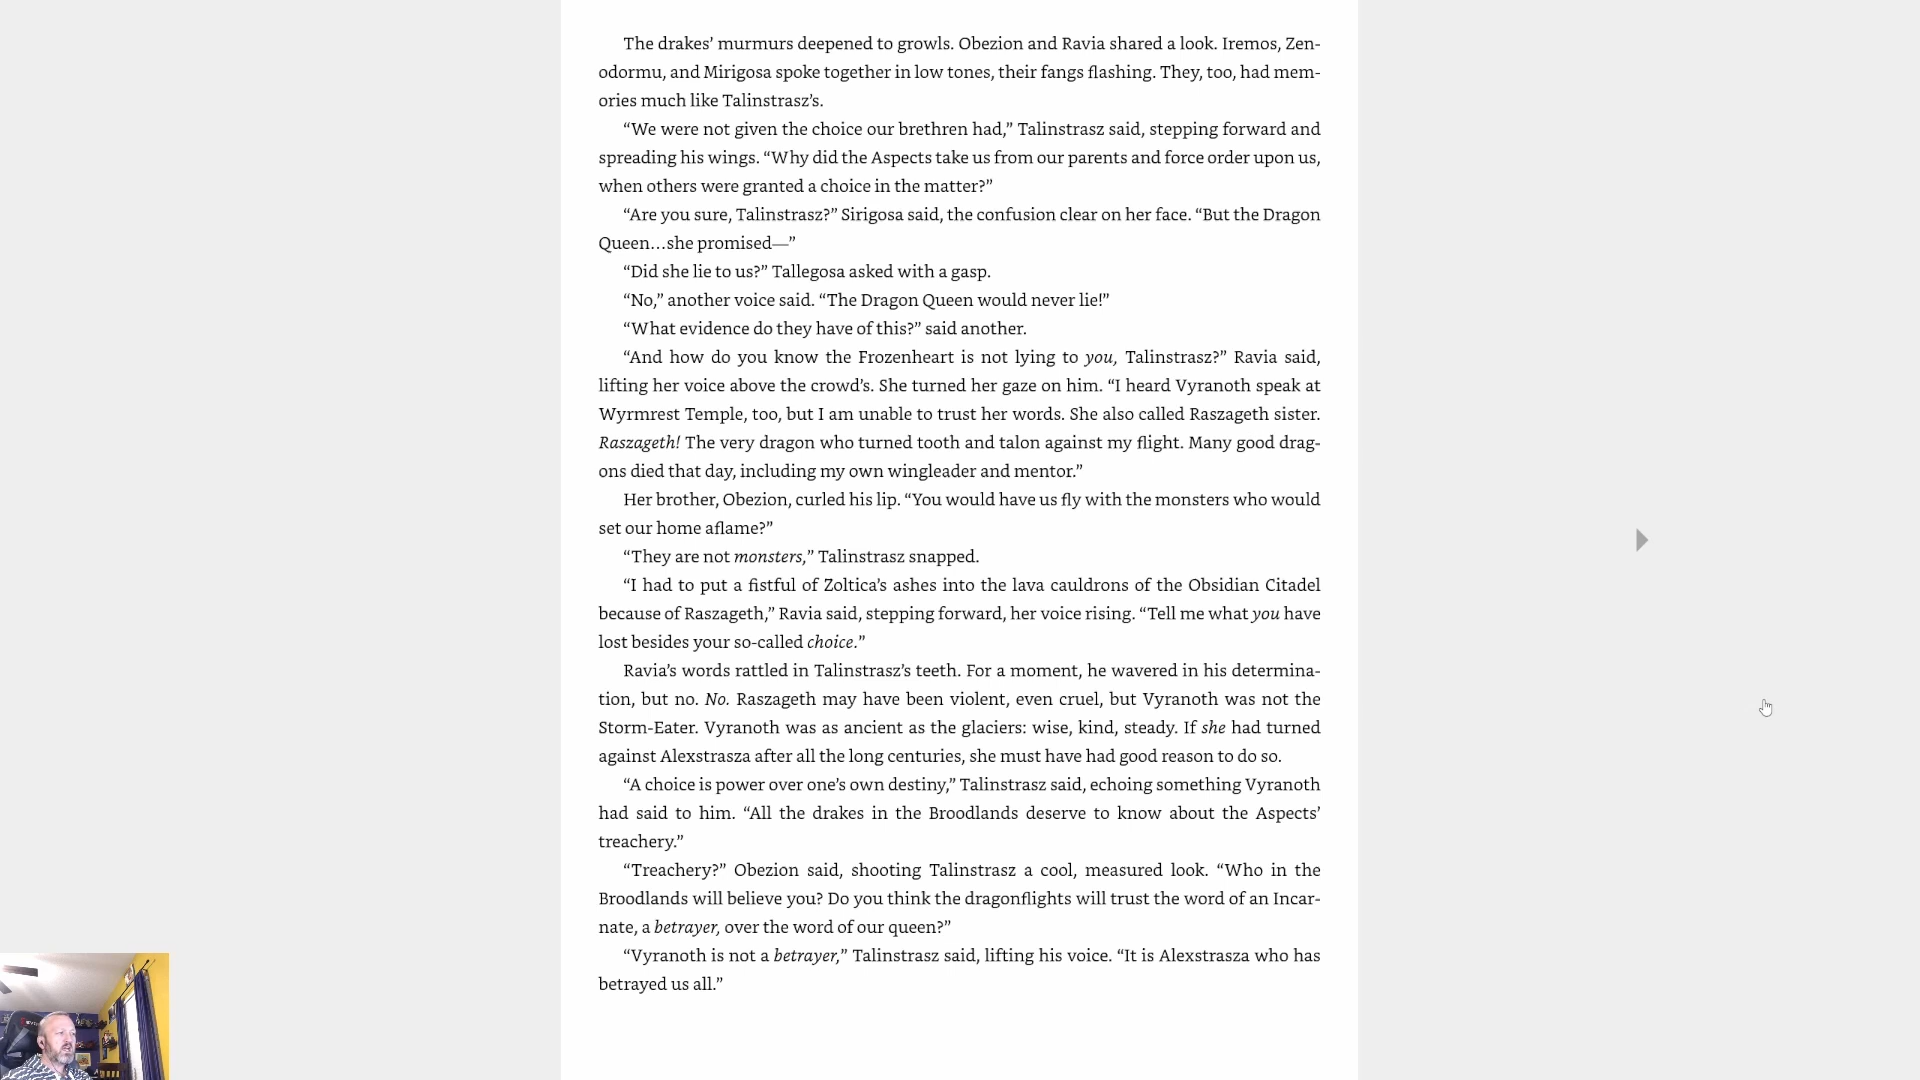 The drakes’ murmurs deepened to growls. Obezion and Ravia shared a look. Iremos, Zen-
odormu, and Mirigosa spoke together in low tones, their fangs flashing. They, too, had mem-
ories much like Talinstrasz’s.
“We were not given the choice our brethren had,” Talinstrasz said, stepping forward and
spreading his wings. “Why did the Aspects take us from our parents and force order upon us,
when others were granted a choice in the matter?”
“Are you sure, Talinstrasz?” Sirigosa said, the confusion clear on her face. “But the Dragon
Queen…she promised—”
“Did she lie to us?” Tallegosa asked with a gasp.
“No,” another voice said. “The Dragon Queen would never lie!”
“What evidence do they have of this?” said another.
“And how do you know the Frozenheart is not lying to you, Talinstrasz?” Ravia said,
lifting her voice above the crowd’s. She turned her gaze on him. “I heard Vyranoth speak at
Wyrmrest Temple, too, but I am unable to trust her words. She also called Raszageth sister.
Raszageth! The very dragon who turned tooth and talon against my flight. Many good drag-
ons died that day, including my own wingleader and mentor.”
Her brother, Obezion, curled his lip. “You would have us fly with the monsters who would
set our home aflame?”
“They are not monsters,” Talinstrasz snapped.
“I had to put a fistful of Zoltica’s ashes into the lava cauldrons of the Obsidian Citadel
because of Raszageth,” Ravia said, stepping forward, her voice rising. “Tell me what you have
lost besides your so-called choice.”
Ravia’s words rattled in Talinstrasz’s teeth. For a moment, he wavered in his determina-
tion, but no. No. Raszageth may have been violent, even cruel, but Vyranoth was not the
Storm-Eater. Vyranoth was as ancient as the glaciers: wise, kind, steady. If she had turned
against Alexstrasza after all the long centuries, she must have had good reason to do so.
“A choice is power over one’s own destiny,” Talinstrasz said, echoing something Vyranoth
had said to him. “All the drakes in the Broodlands deserve to know about the Aspects’
treachery.”
“Treachery?” Obezion said, shooting Talinstrasz a cool, measured look. “Who in the
Broodlands will believe you? Do you think the dragonflights will trust the word of an Incar-
nate, a betrayer, over the word of our queen?”
“Vyranoth is not a betrayer,” Talinstrasz said, lifting his voice. “It is Alexstrasza who has
betrayed us all.”